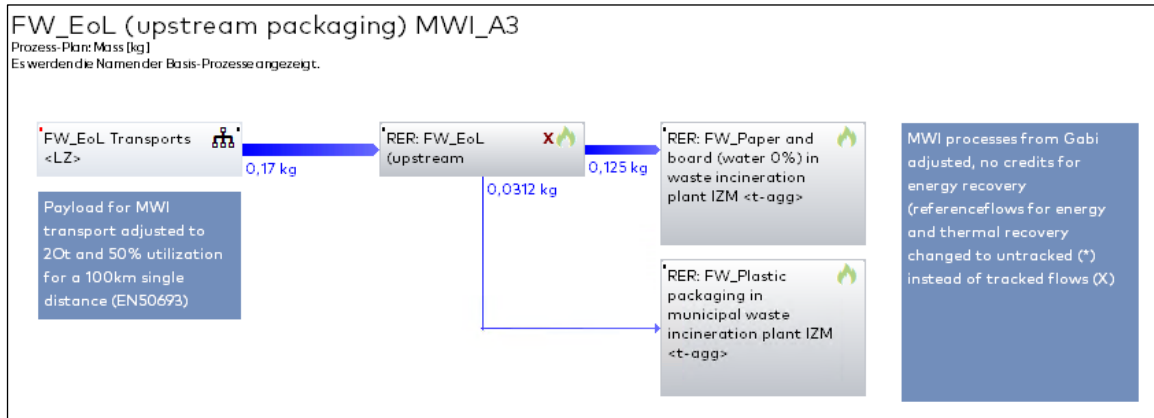 FW_EoL (upstream packaging) MWI_A3
Prozess-Plan: Mass [kg]
Es werden die Namen der Basis-Prozesse angezeigt.
FW_EoL Transports
<LZ>
0,17 kg
RER: FW_EoL
(upstream
X
0,125 kg
0,0312 kg
RER: FW_Paper and
board (water 0%) in
waste incineration
plant IZM <t-agg>
RER: FW_Plastic
packaging in
municipal waste
incineration plant IZM
<t-agg>
Payload for MWI
transport adjusted to
20t and 50% utilization
for a 100km single
distance (EN50693)
MWI processes from Gabi
adjusted, no credits for
energy recovery
(referenceflows for energy
and thermal recovery
changed to untracked (*)
instead of tracked flows (X)